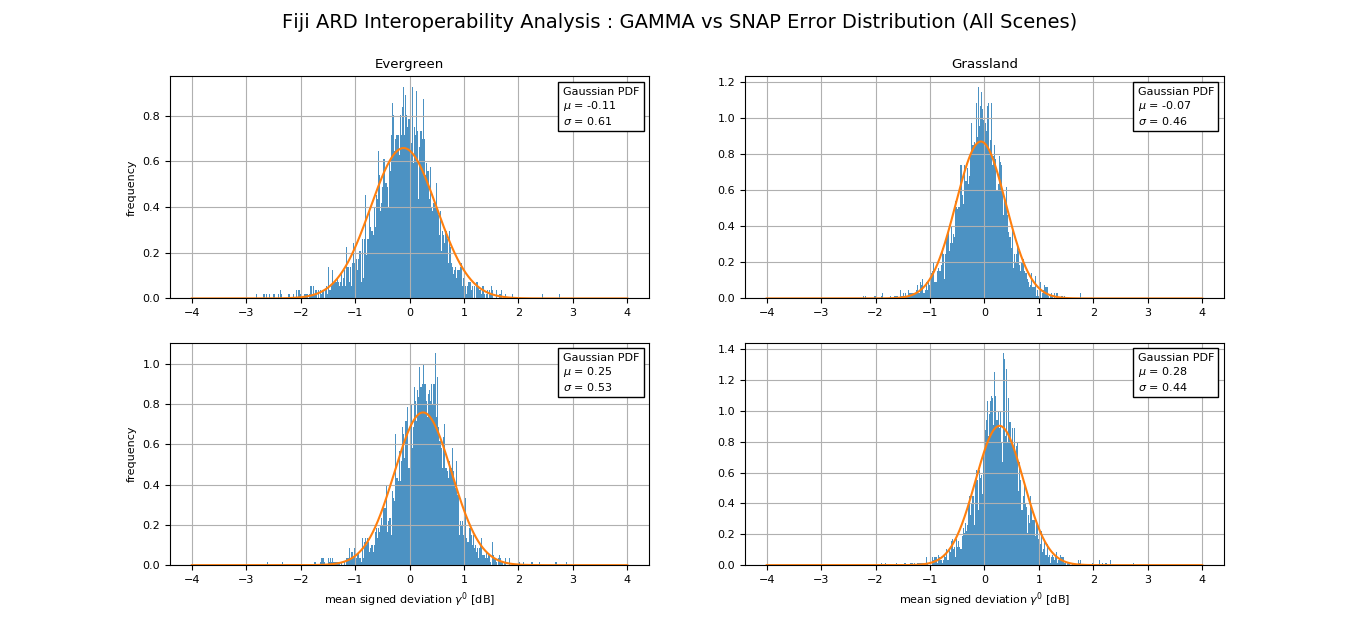 Fiji ARD Interoperability Analysis : GAMMA vs SNAP Error Distribution (All Scenes)
Evergreen
frequency
0.8
0.6
0.4
0.2
0.0
Gaussian PDF
μ = -0.11
σ = 0.61
−4 −3 −2 −1 0 1 2 3 4
Grassland
1.2
1.0
0.8
0.6
0.4
0.2
0.0
Gaussian PDF
μ = -0.07
σ = 0.46
−4 −3 −2 −1 0 1 2 3 4
frequency
1.0
0.8
0.6
0.4
0.2
0.0
Gaussian PDF
μ = 0.25
σ = 0.53
−4 −3 −2 −1 0 1 2 3 4
mean signed deviation γ⁰ [dB]
1.4
1.2
1.0
0.8
0.6
0.4
0.2
0.0
Gaussian PDF
μ = 0.28
σ = 0.44
−4 −3 −2 −1 0 1 2 3 4
mean signed deviation γ⁰ [dB]